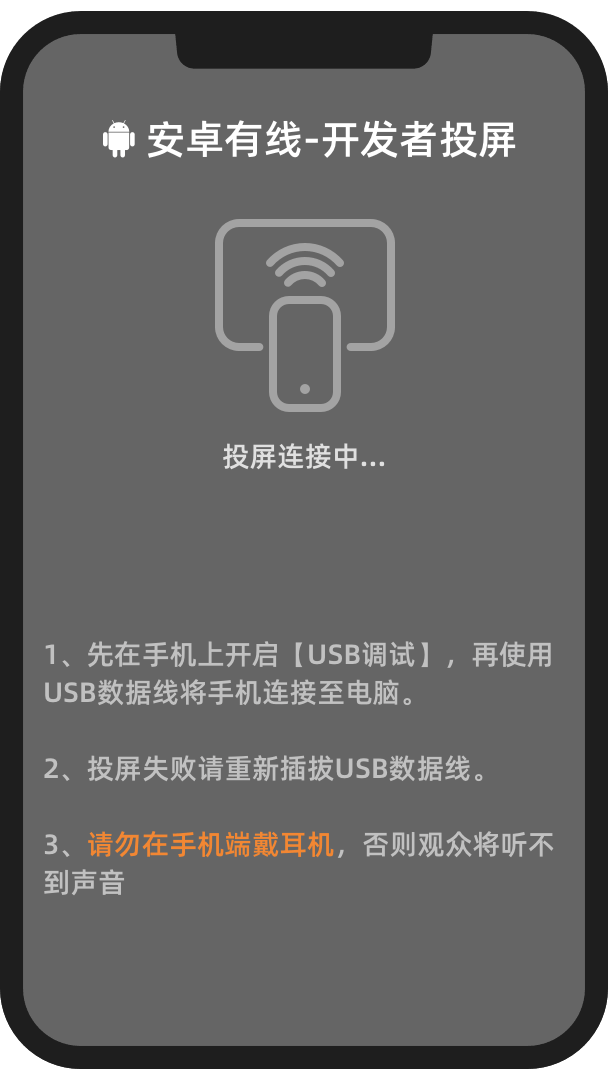 安卓有线-开发者投屏
投屏连接中...
1、先在手机上开启【USB调试】，再使用
USB数据线将手机连接至电脑。
2、投屏失败请重新插拔USB数据线。
3、请勿在手机端戴耳机，否则观众将听不
到声音